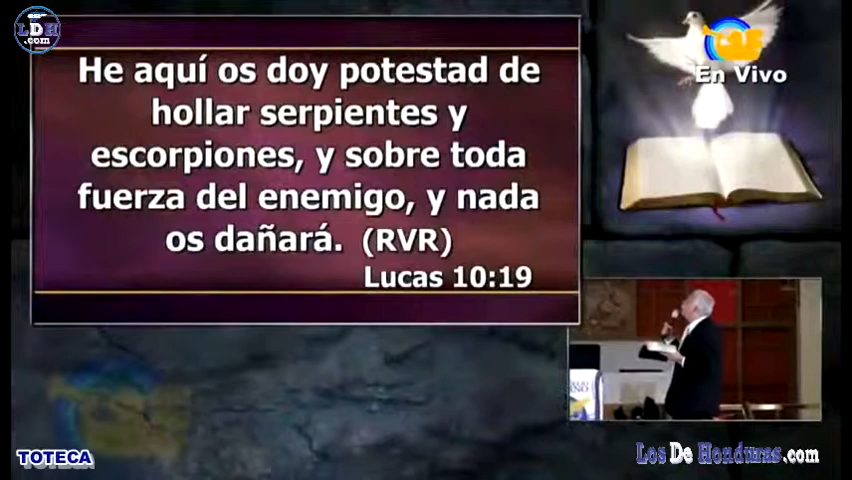 LDH
.com
He aquí os doy potestad de
hollar serpientes y
escorpiones, y sobre toda
fuerza del enemigo, y nada
os dañará. (RVR)
Lucas 10:19
En Vivo
TOTECA
Los De Honduras.com